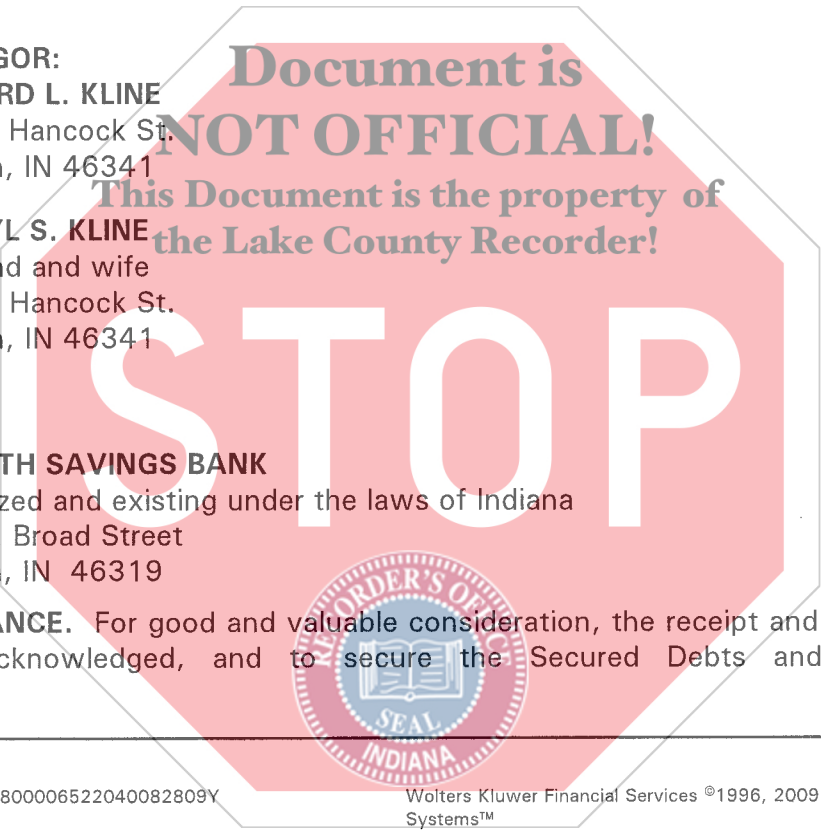 GOR:
RD L. KLINE
Hancock St.
, IN 46341
YL S. KLINE
nd and wife
Hancock St.
, IN 46341
TH SAVINGS BANK
zed and existing under the laws of Indiana
Broad Street
, IN 46319
ANCE. For good and valuable consideration, the receipt and
cknowledged, and to secure the Secured Debts and
800006522040082809Y
Wolters Kluwer Financial Services ©1996, 2009
Systems™
Document is
NOT OFFICIAL!
This Document is the property of
the Lake County Recorder!
STOP
RECORDER'S OFFICE
SEAL
INDIANA